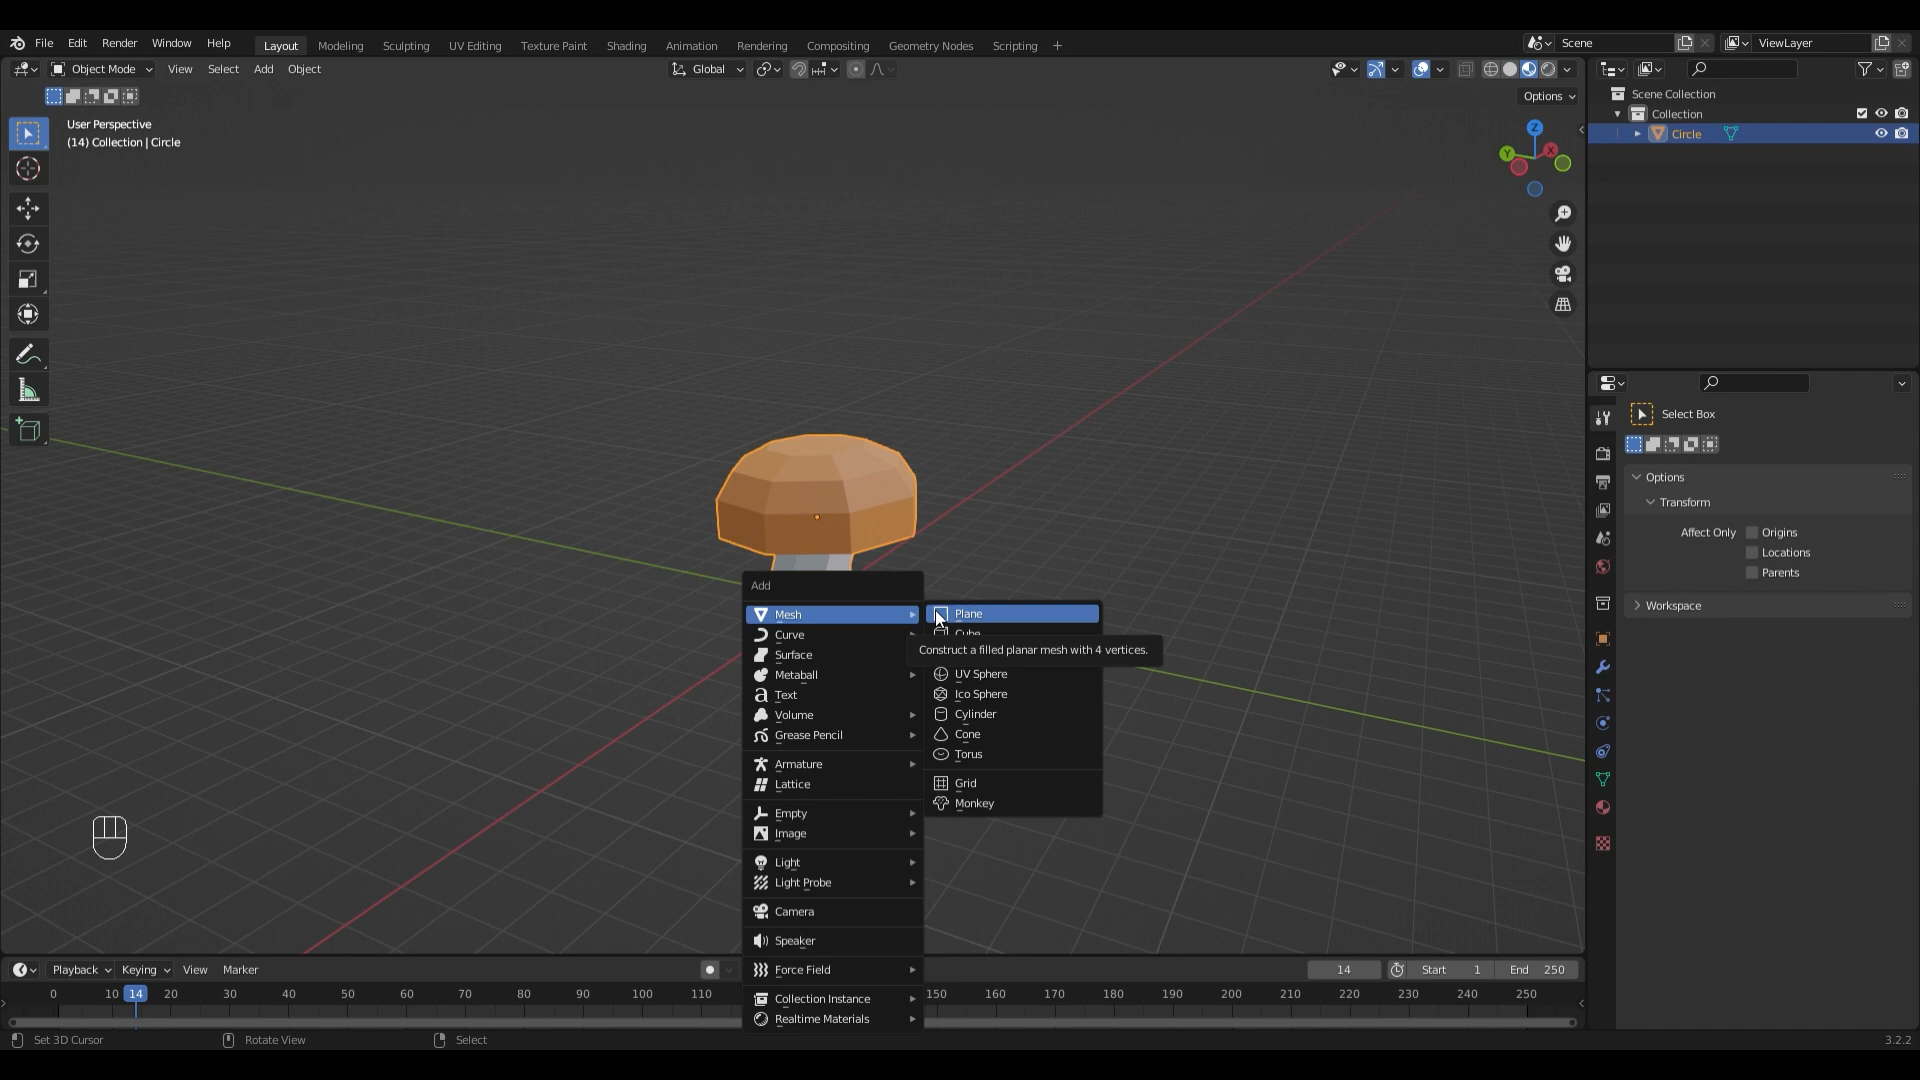 File Edit Render Window Help Layout Modeling Sculpting UV Editing Texture Paint Shading Animation Rendering Compositing Geometry Nodes Scripting + Scene ViewLayer
Object Mode View Select Add Object Global
Options
User Perspective
(14) Collection | Circle
Z
Y
X
Scene Collection
Collection
Circle
Select Box
Options
Transform
Affect Only Origins
Locations
Parents
Workspace
Add
Mesh
Curve
Surface
Metaball
Text
Volume
Grease Pencil
Armature
Lattice
Empty
Image
Light
Light Probe
Camera
Speaker
Force Field
Collection Instance
Realtime Materials
Plane
Cube
Construct a filled planar mesh with 4 vertices.
UV Sphere
Ico Sphere
Cylinder
Cone
Torus
Grid
Monkey
Playback Keying View Marker 14 Start 1 End 250
0 10 14 20 30 40 50 60 70 80 90 100 110 150 160 170 180 190 200 210 220 230 240 250
Set 3D Cursor Rotate View Select 3.2.2